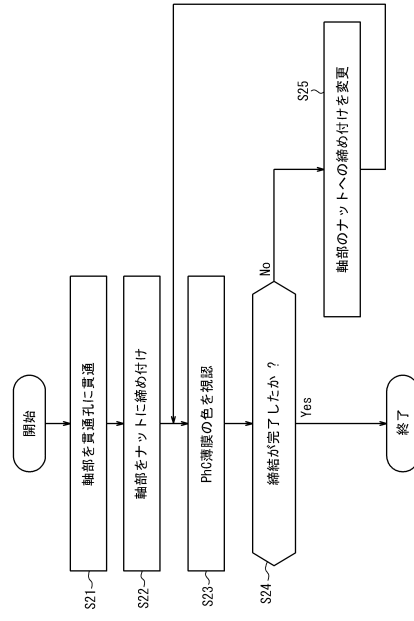 開始
軸部を貫通孔に貫通
S21
軸部をナットに締め付け
S22
PhC薄膜の色を視認
S23
締結が完了したか？
S24
No
Yes
S25
軸部のナットへの締め付けを変更
終了